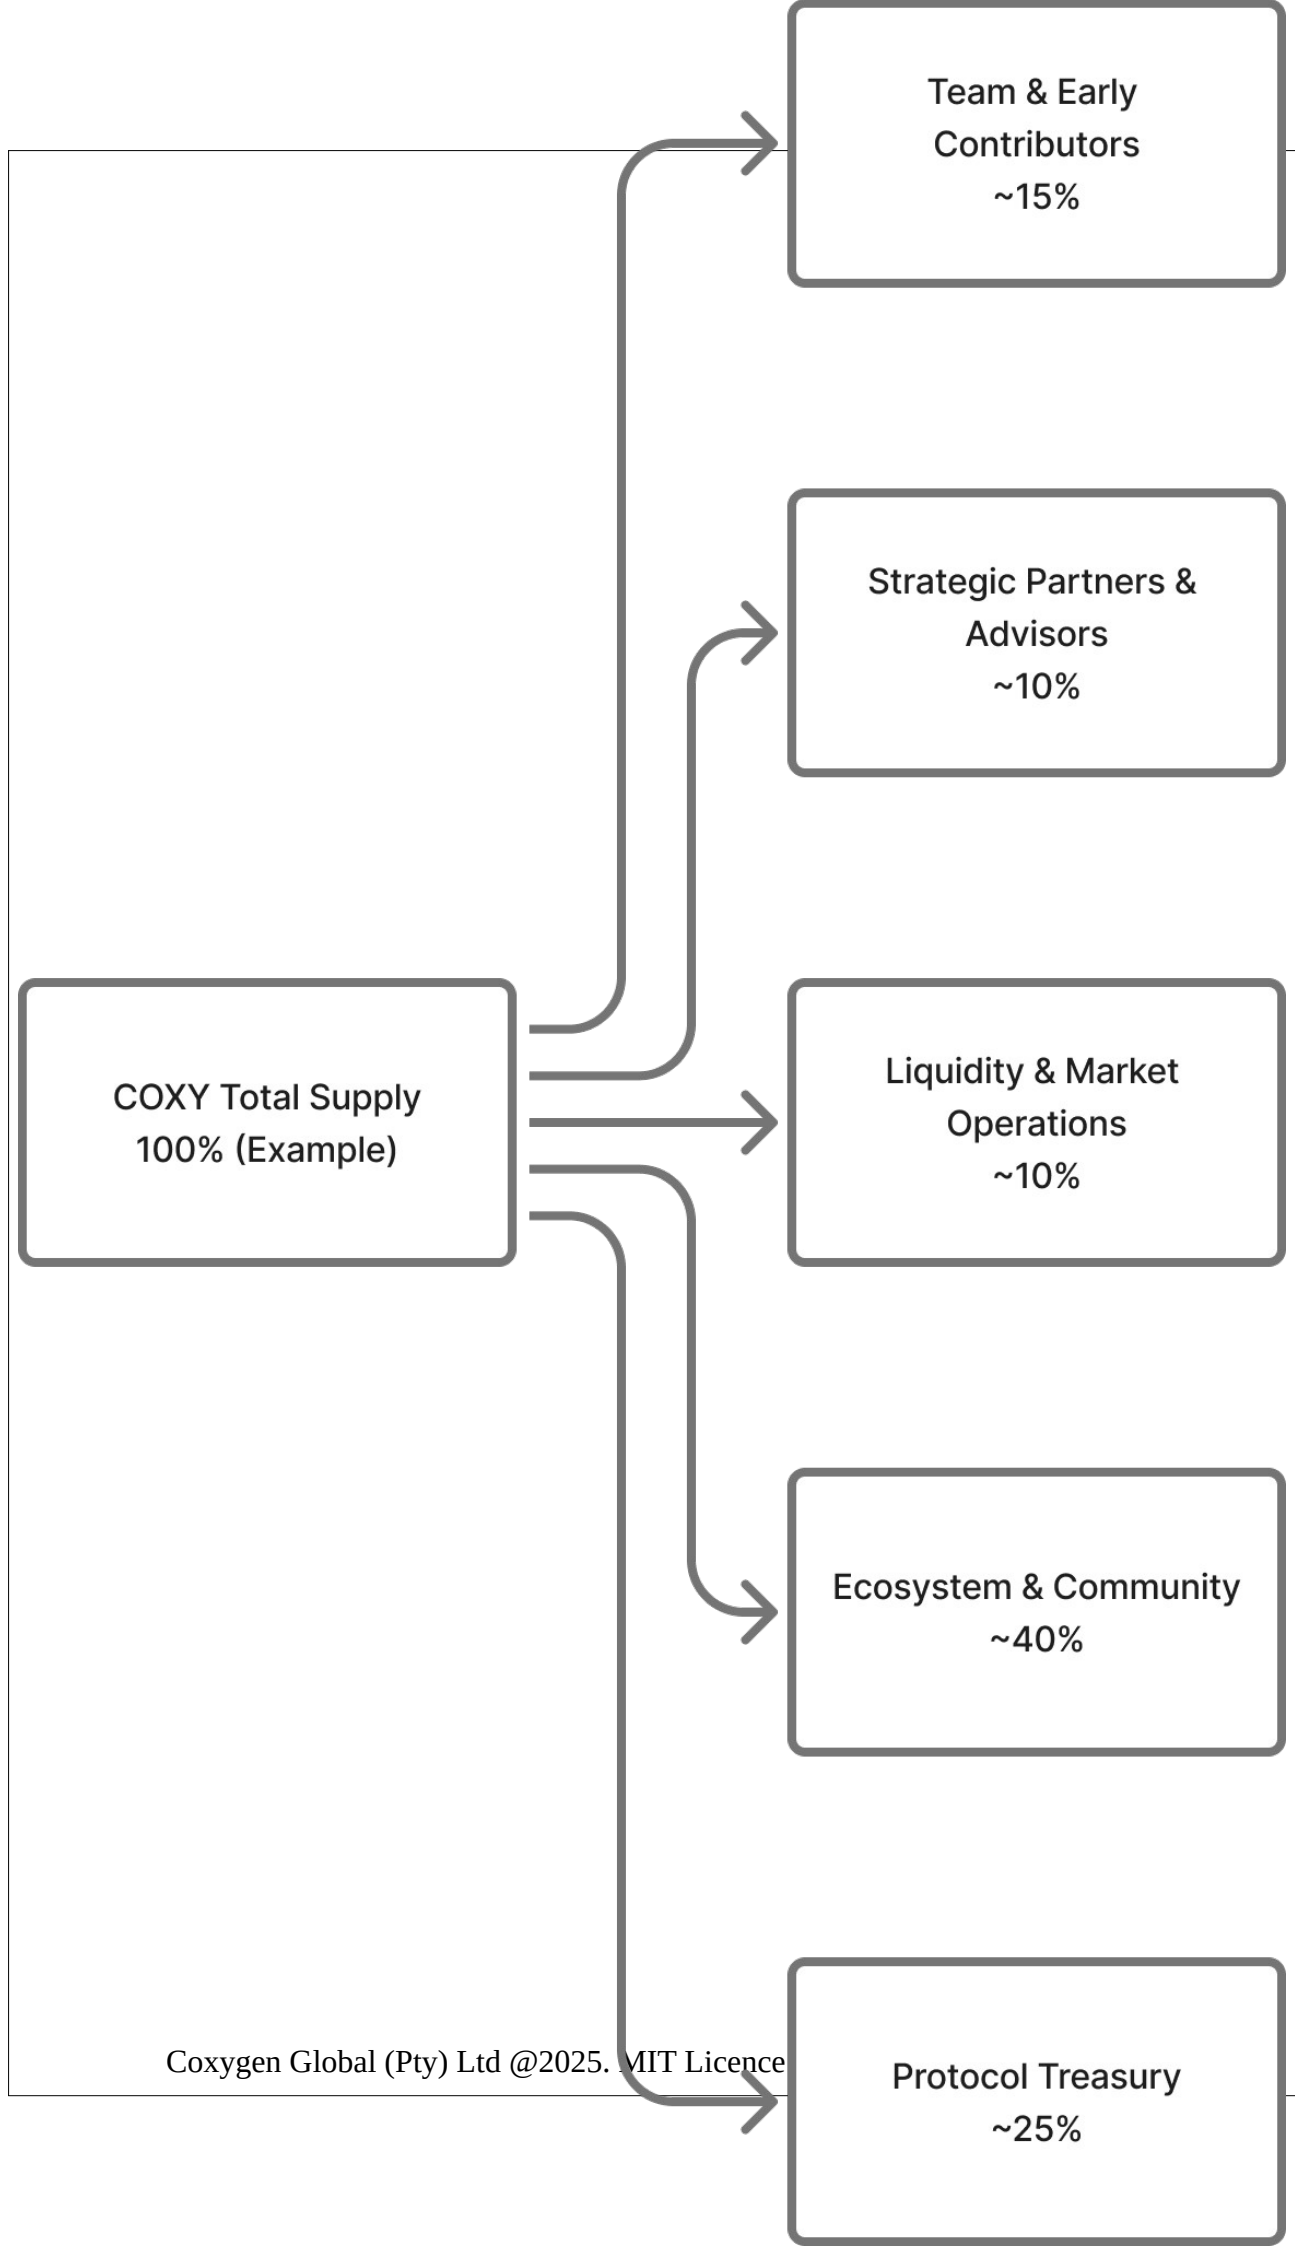 Team & Early
Contributors
~15%
Strategic Partners &
Advisors
~10%
COXY Total Supply
100% (Example)
Liquidity & Market
Operations
~10%
Ecosystem & Community
~40%
Coxygen Global (Pty) Ltd @2025. MIT Licence
Protocol Treasury
~25%